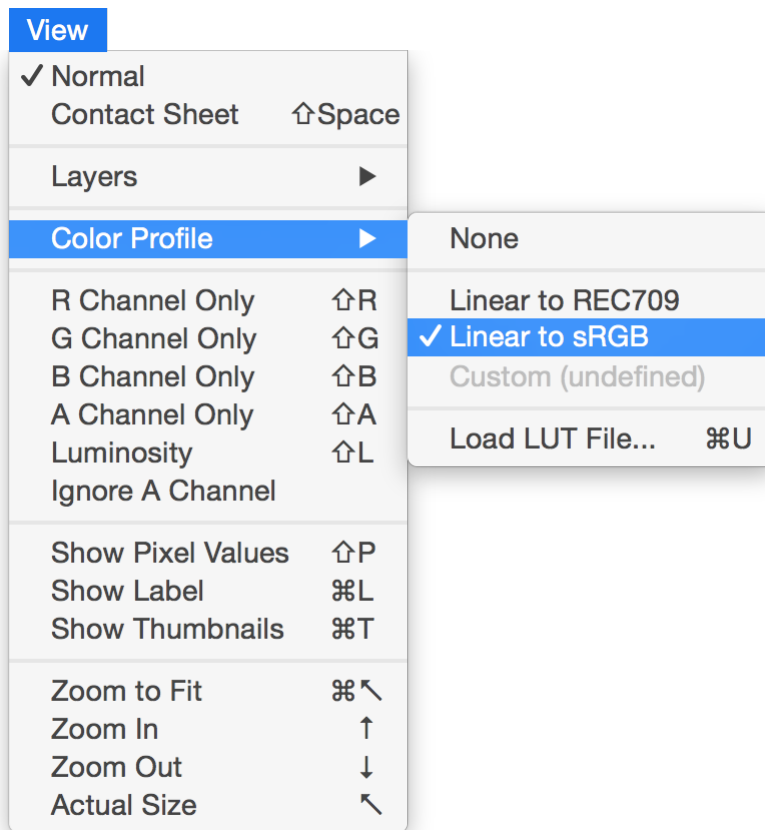 View
✓ Normal
Contact Sheet ⇧Space
Layers ▶
Color Profile ▶
R Channel Only ⇧R
G Channel Only ⇧G
B Channel Only ⇧B
A Channel Only ⇧A
Luminosity ⇧L
Ignore A Channel
Show Pixel Values ⇧P
Show Label ⌘L
Show Thumbnails ⌘T
Zoom to Fit ⌘↖
Zoom In ↑
Zoom Out ↓
Actual Size ↖
None
Linear to REC709
✓ Linear to sRGB
Custom (undefined)
Load LUT File... ⌘U